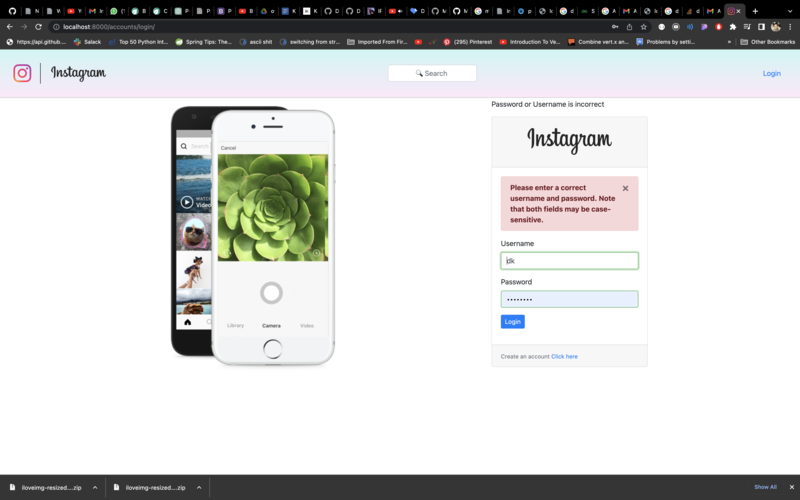 localhost:8000/accounts/login/
https://api.github....
Salack
Top 50 Python Int...
Spring Tips: The...
ascii shit
switching from str...
Imported From Fir...
(295) Pinterest
Introduction To Ve...
Combine vert.x an...
Problems by setti...
»
Other Bookmarks
Instagram
Search
Login
Password or Username is incorrect
Instagram
Please enter a correct
username and password. Note
that both fields may be case-
sensitive.
×
Username
dk
Password
••••••••
Login
Create an account Click here
Search
WATCH
Video
Cancel
Library Camera Video
iloveimg-resized....zip
iloveimg-resized....zip
Show All